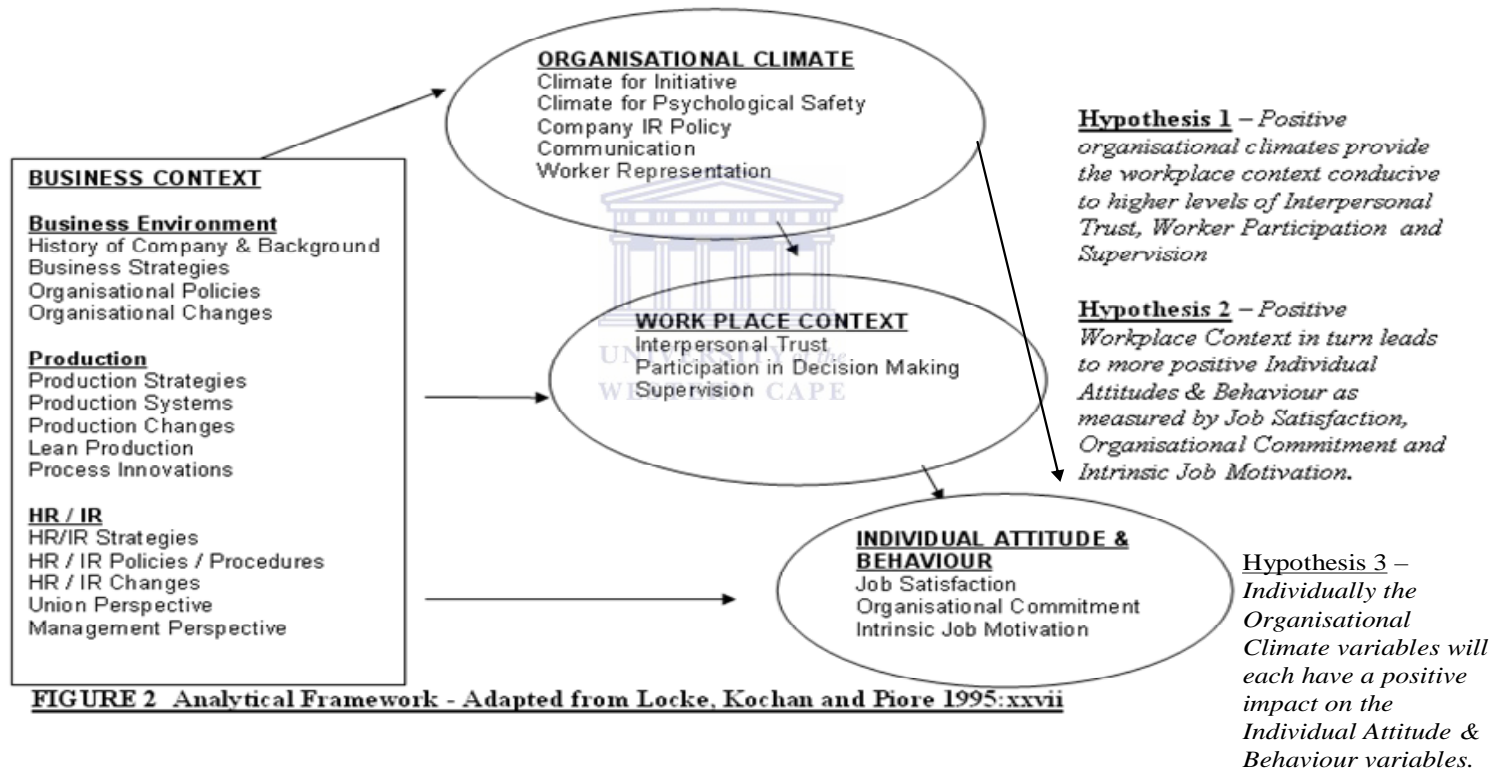 ORGANISATIONAL CLIMATE
Climate for Initiative
Climate for Psychological Safety
Company IR Policy
Communication
Worker Representation
BUSINESS CONTEXT
Business Environment
History of Company & Background
Business Strategies
Organisational Policies
Organisational Changes
Production
Production Strategies
Production Systems
Production Changes
Lean Production
Process Innovations
HR / IR
HR/IR Strategies
HR / IR Policies / Procedures
HR / IR Changes
Union Perspective
Management Perspective
WORK PLACE CONTEXT
Interpersonal Trust
Participation in Decision Making
Supervision
UNIVERSITY of the
WESTERN CAPE
INDIVIDUAL ATTITUDE &
BEHAVIOUR
Job Satisfaction
Organisational Commitment
Intrinsic Job Motivation
Hypothesis 1 – Positive
organisational climates provide
the workplace context conducive
to higher levels of Interpersonal
Trust, Worker Participation and
Supervision
Hypothesis 2 – Positive
Workplace Context in turn leads
to more positive Individual
Attitudes & Behaviour as
measured by Job Satisfaction,
Organisational Commitment and
Intrinsic Job Motivation.
Hypothesis 3 –
Individually the
Organisational
Climate variables will
each have a positive
impact on the
Individual Attitude &
Behaviour variables.
FIGURE 2 Analytical Framework - Adapted from Locke, Kochan and Piore 1995:xxvii